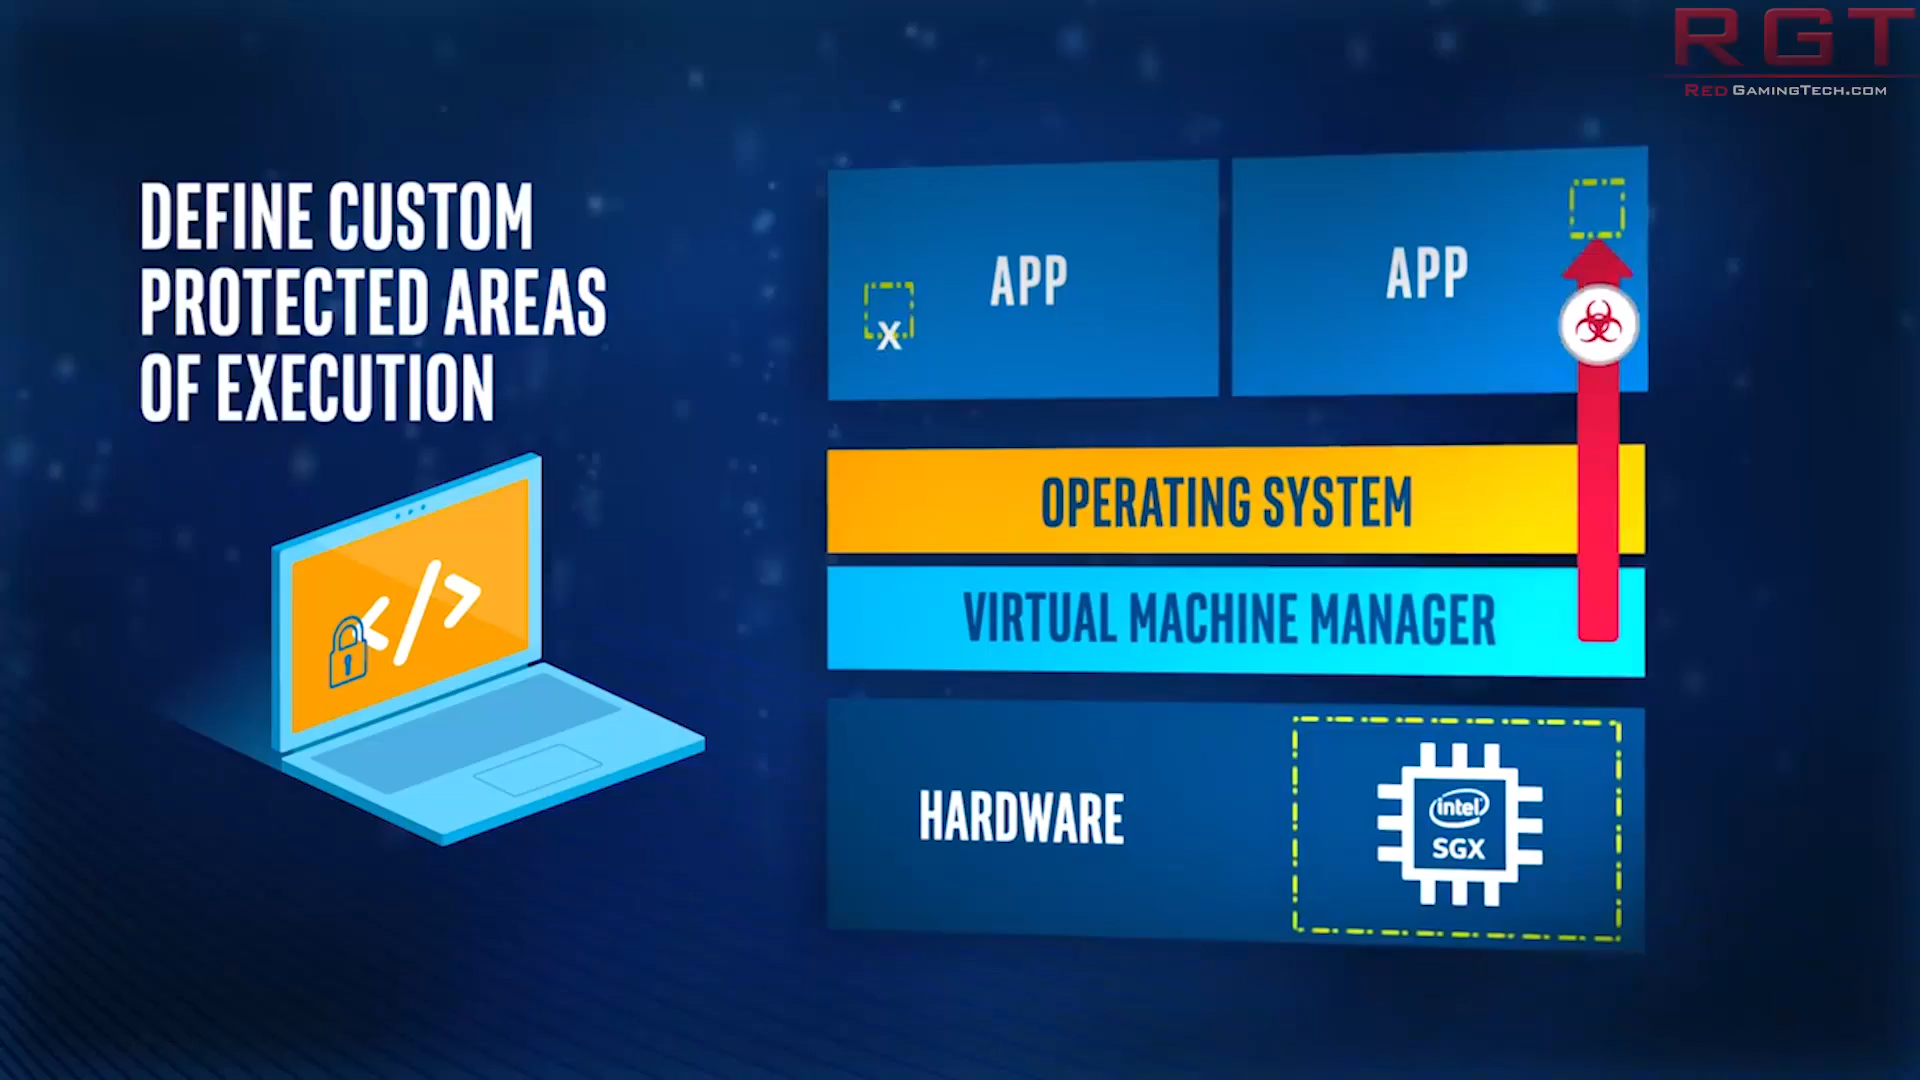 RGT
RED GAMINGTECH.COM
DEFINE CUSTOM
PROTECTED AREAS
OF EXECUTION
APP
APP
X
</>
OPERATING SYSTEM
VIRTUAL MACHINE MANAGER
HARDWARE
intel
SGX